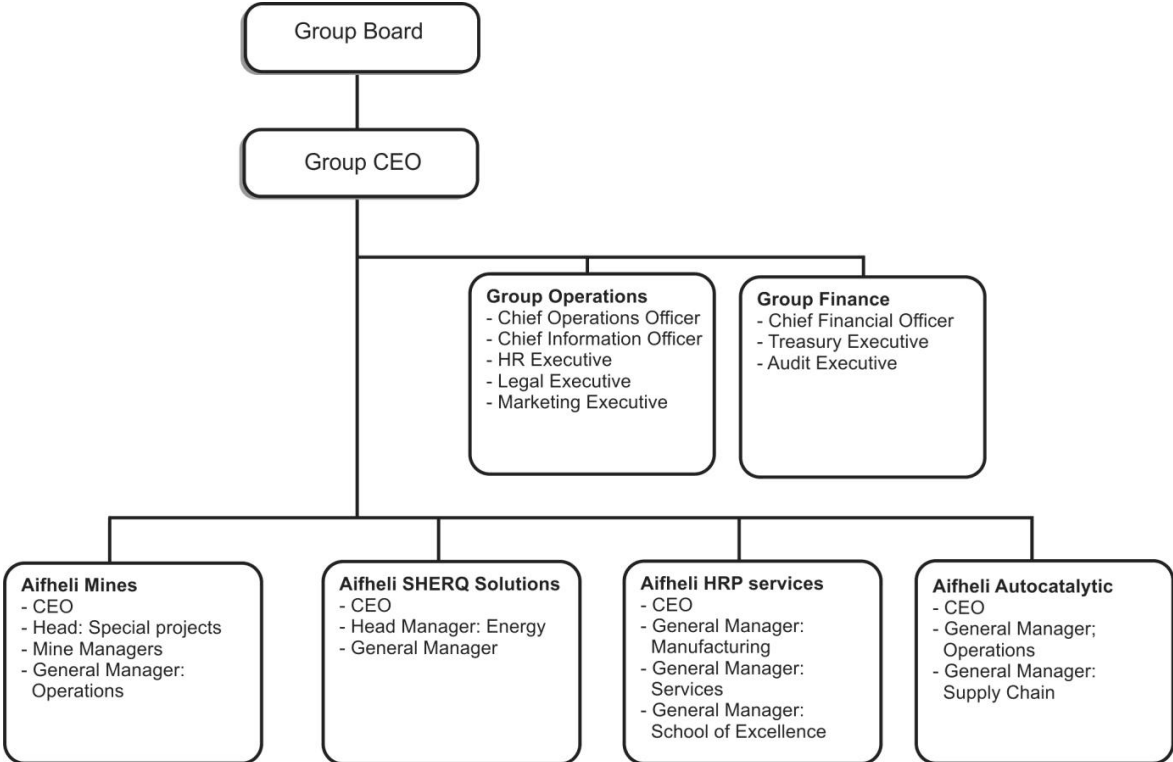 Group Board
Group CEO
Group Operations
- Chief Operations Officer
- Chief Information Officer
- HR Executive
- Legal Executive
- Marketing Executive
Group Finance
- Chief Financial Officer
- Treasury Executive
- Audit Executive
Aifheli Mines
- CEO
- Head: Special projects
- Mine Managers
- General Manager:
Operations
Aifheli SHERQ Solutions
- CEO
- Head Manager: Energy
- General Manager
Aifheli HRP services
- CEO
- General Manager:
Manufacturing
- General Manager:
Services
- General Manager:
School of Excellence
Aifheli Autocatalytic
- CEO
- General Manager;
Operations
- General Manager:
Supply Chain